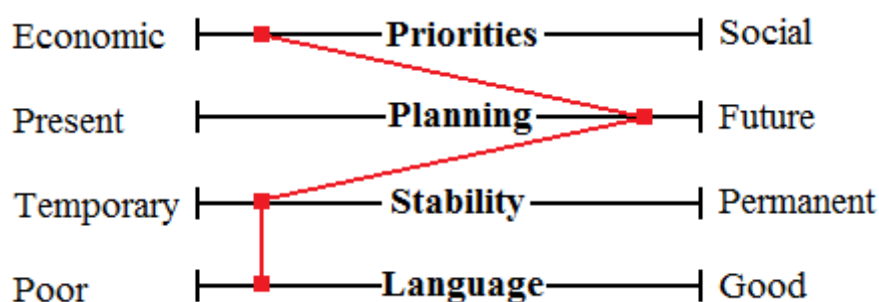 Economic Priorities Social
Present Planning Future
Temporary Stability Permanent
Poor Language Good